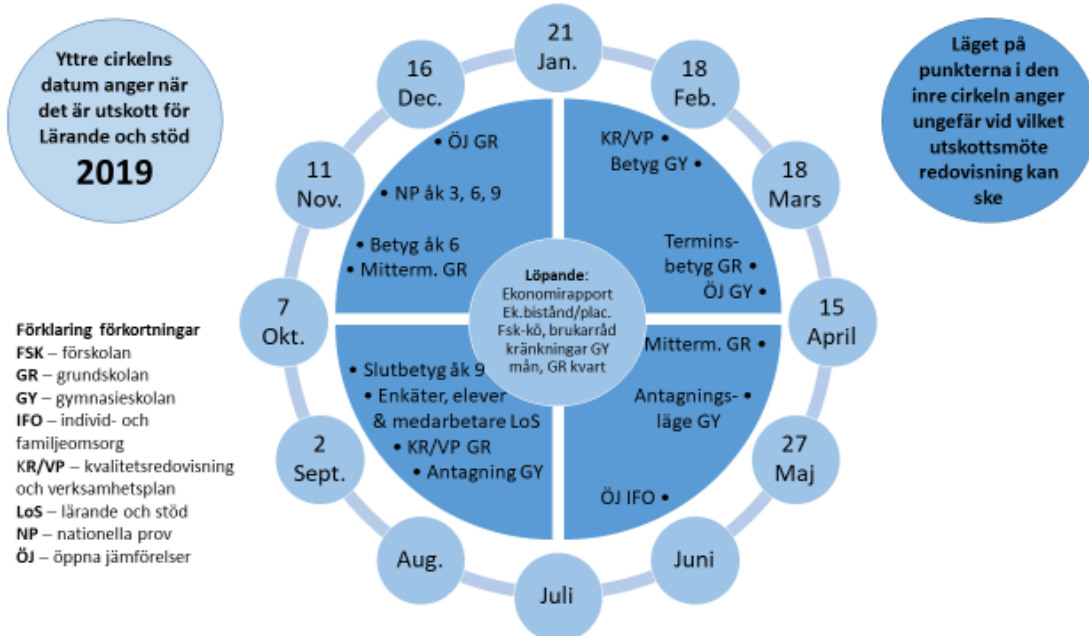 Yttre cirkelns
datum anger när
det är utskott för
Lärande och stöd
2019
Läget på
punkterna i den
inre cirkeln anger
ungefär vid vilket
utskottsmöte
redovisning kan
ske
21
Jan.
18
Feb.
18
Mars
15
April
27
Maj
Juni
Juli
Aug.
2
Sept.
7
Okt.
11
Nov.
16
Dec.
KR/VP •
Betyg GY •
Termins-
betyg GR •
ÖJ GY •
Mitterm. GR •
Antagnings- •
läge GY
ÖJ IFO •
• Slutbetyg åk 9
• Enkäter, elever
& medarbetare LoS
• KR/VP GR
• Antagning GY
• ÖJ GR
• NP åk 3, 6, 9
• Betyg åk 6
• Mitterm. GR
Löpande:
Ekonomirapport
Ek.bistånd/plac.
Fsk-kö, brukarråd
kränkningar GY
mån, GR kvart
Förklaring förkortningar
FSK – förskolan
GR – grundskolan
GY – gymnasieskolan
IFO – individ- och
familjeomsorg
KR/VP – kvalitetsredovisning
och verksamhetsplan
LoS – lärande och stöd
NP – nationella prov
ÖJ – öppna jämförelser